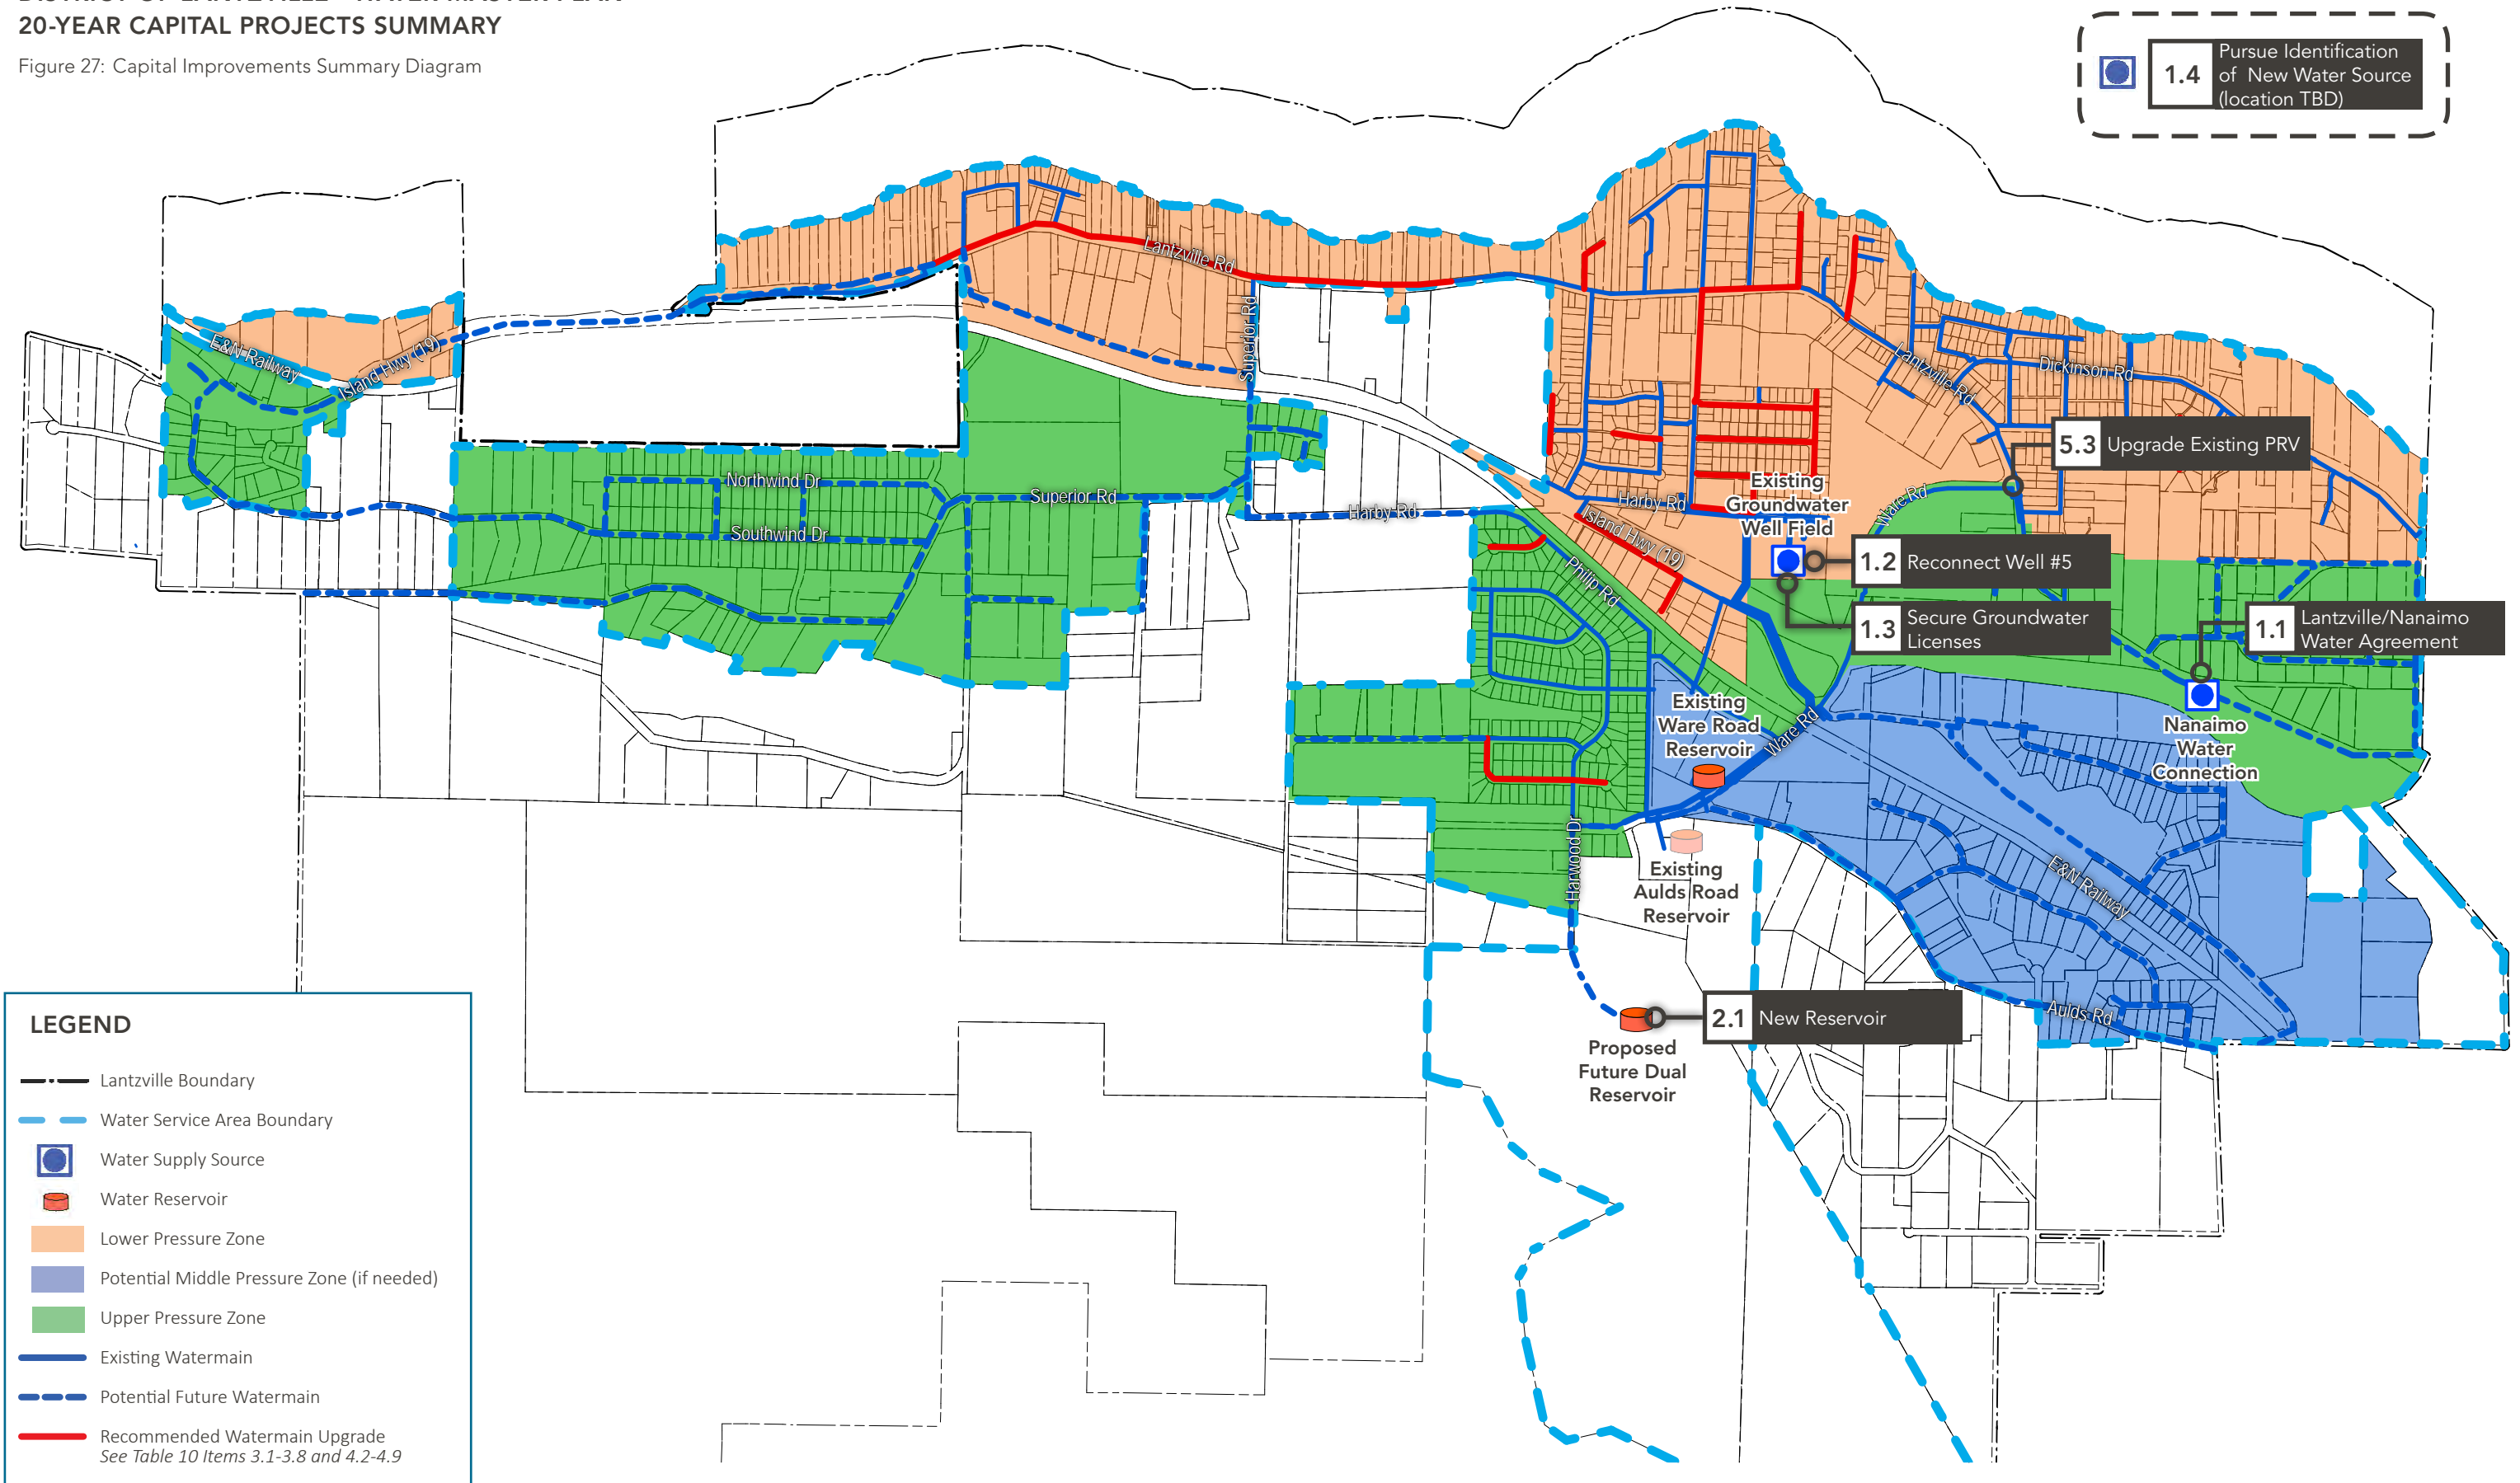 20-YEAR CAPITAL PROJECTS SUMMARY
Figure 27: Capital Improvements Summary Diagram
1.4
Pursue Identification
of New Water Source
(location TBD)
Lantzville Rd
Superior Rd
E&N Railway
Island Hwy (19)
Lantzville Rd
Dickinson Rd
5.3
Upgrade Existing PRV
Northwind Dr
Superior Rd
Southwind Dr
Harby Rd
Harby Rd
Existing
Groundwater
Well Field
Ware Rd
Island Hwy (19)
Philip Rd
1.2
Reconnect Well #5
1.3
Secure Groundwater
Licenses
1.1
Lantzville/Nanaimo
Water Agreement
Existing
Ware Road
Reservoir
Ware Rd
Nanaimo
Water
Connection
Harwood Dr
Existing
Aulds Road
Reservoir
E&N Railway
Aulds Rd
2.1
New Reservoir
Proposed
Future Dual
Reservoir
LEGEND
Lantzville Boundary
Water Service Area Boundary
Water Supply Source
Water Reservoir
Lower Pressure Zone
Potential Middle Pressure Zone (if needed)
Upper Pressure Zone
Existing Watermain
Potential Future Watermain
Recommended Watermain Upgrade
See Table 10 Items 3.1-3.8 and 4.2-4.9